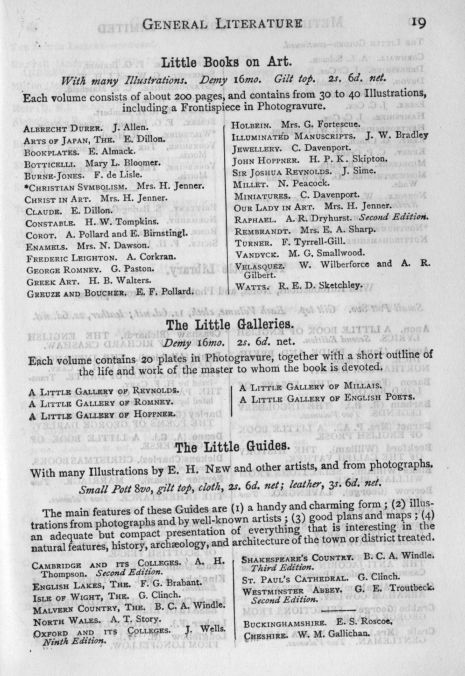 GENERAL LITERATURE 19
Little Books on Art.
With many Illustrations. Demy 16mo. Gilt top. 2s. 6d. net.
Each volume consists of about 200 pages, and contains from 30 to 40 Illustrations,
including a Frontispiece in Photogravure.
ALBRECHT DURER. J. Allen.
ARTS OF JAPAN, THE. E. Dillon.
BOOKPLATES. E. Almack.
BOTTICELLI. Mary L. Bloomer.
BURNE-JONES. F. de Lisle.
*CHRISTIAN SYMBOLISM. Mrs. H. Jenner.
CHRIST IN ART. Mrs. H. Jenner.
CLAUDE. E. Dillon.
CONSTABLE. H. W. Tompkins.
COROT. A. Pollard and E. Birnstingl.
ENAMELS. Mrs. N. Dawson.
FREDERIC LEIGHTON. A. Corkran.
GEORGE ROMNEY. G. Paston.
GREEK ART. H. B. Walters.
GREUZE AND BOUCHER. E. F. Pollard.
HOLBEIN. Mrs. G. Fortescue.
ILLUMINATED MANUSCRIPTS. J. W. Bradley
JEWELLERY. C. Davenport.
JOHN HOPPNER. H. P. K. Skipton.
SIR JOSHUA REYNOLDS. J. Sime.
MILLET. N. Peacock.
MINIATURES. C. Davenport.
OUR LADY IN ART. Mrs. H. Jenner.
RAPHAEL. A. R. Dryhurst. Second Edition.
REMBRANDT. Mrs. E. A. Sharp.
TURNER. F. Tyrrell-Gill.
VANDYCK. M. G. Smallwood.
VELASQUEZ. W. Wilberforce and A. R.
Gilbert.
WATTS. R. E. D. Sketchley.
The Little Galleries.
Demy 16mo. 2s. 6d. net.
Each volume contains 20 plates in Photogravure, together with a short outline of
the life and work of the master to whom the book is devoted.
A LITTLE GALLERY OF REYNOLDS.
A LITTLE GALLERY OF ROMNEY.
A LITTLE GALLERY OF HOPPNER.
A LITTLE GALLERY OF MILLAIS.
A LITTLE GALLERY OF ENGLISH POETS.
The Little Guides.
With many Illustrations by E. H. NEW and other artists, and from photographs.
Small Pott 8vo, gilt top, cloth, 2s. 6d. net; leather, 3s. 6d. net.
The main features of these Guides are (1) a handy and charming form; (2) illus-
trations from photographs and by well-known artists; (3) good plans and maps; (4)
an adequate but compact presentation of everything that is interesting in the
natural features, history, archæology, and architecture of the town or district treated.
CAMBRIDGE AND ITS COLLEGES. A. H.
Thompson. Second Edition.
ENGLISH LAKES, THE. F. G. Brabant.
ISLE OF WIGHT, THE. G. Clinch.
MALVERN COUNTRY, THE. B. C. A. Windle.
NORTH WALES. A. T. Story.
OXFORD AND ITS COLLEGES. J. Wells.
Ninth Edition.
SHAKESPEARE'S COUNTRY. B. C. A. Windle.
Third Edition.
ST. PAUL'S CATHEDRAL. G. Clinch.
WESTMINSTER ABBEY. G. E. Troutbeck.
Second Edition.
BUCKINGHAMSHIRE. E. S. Roscoe.
CHESHIRE. W. M. Gallichan.